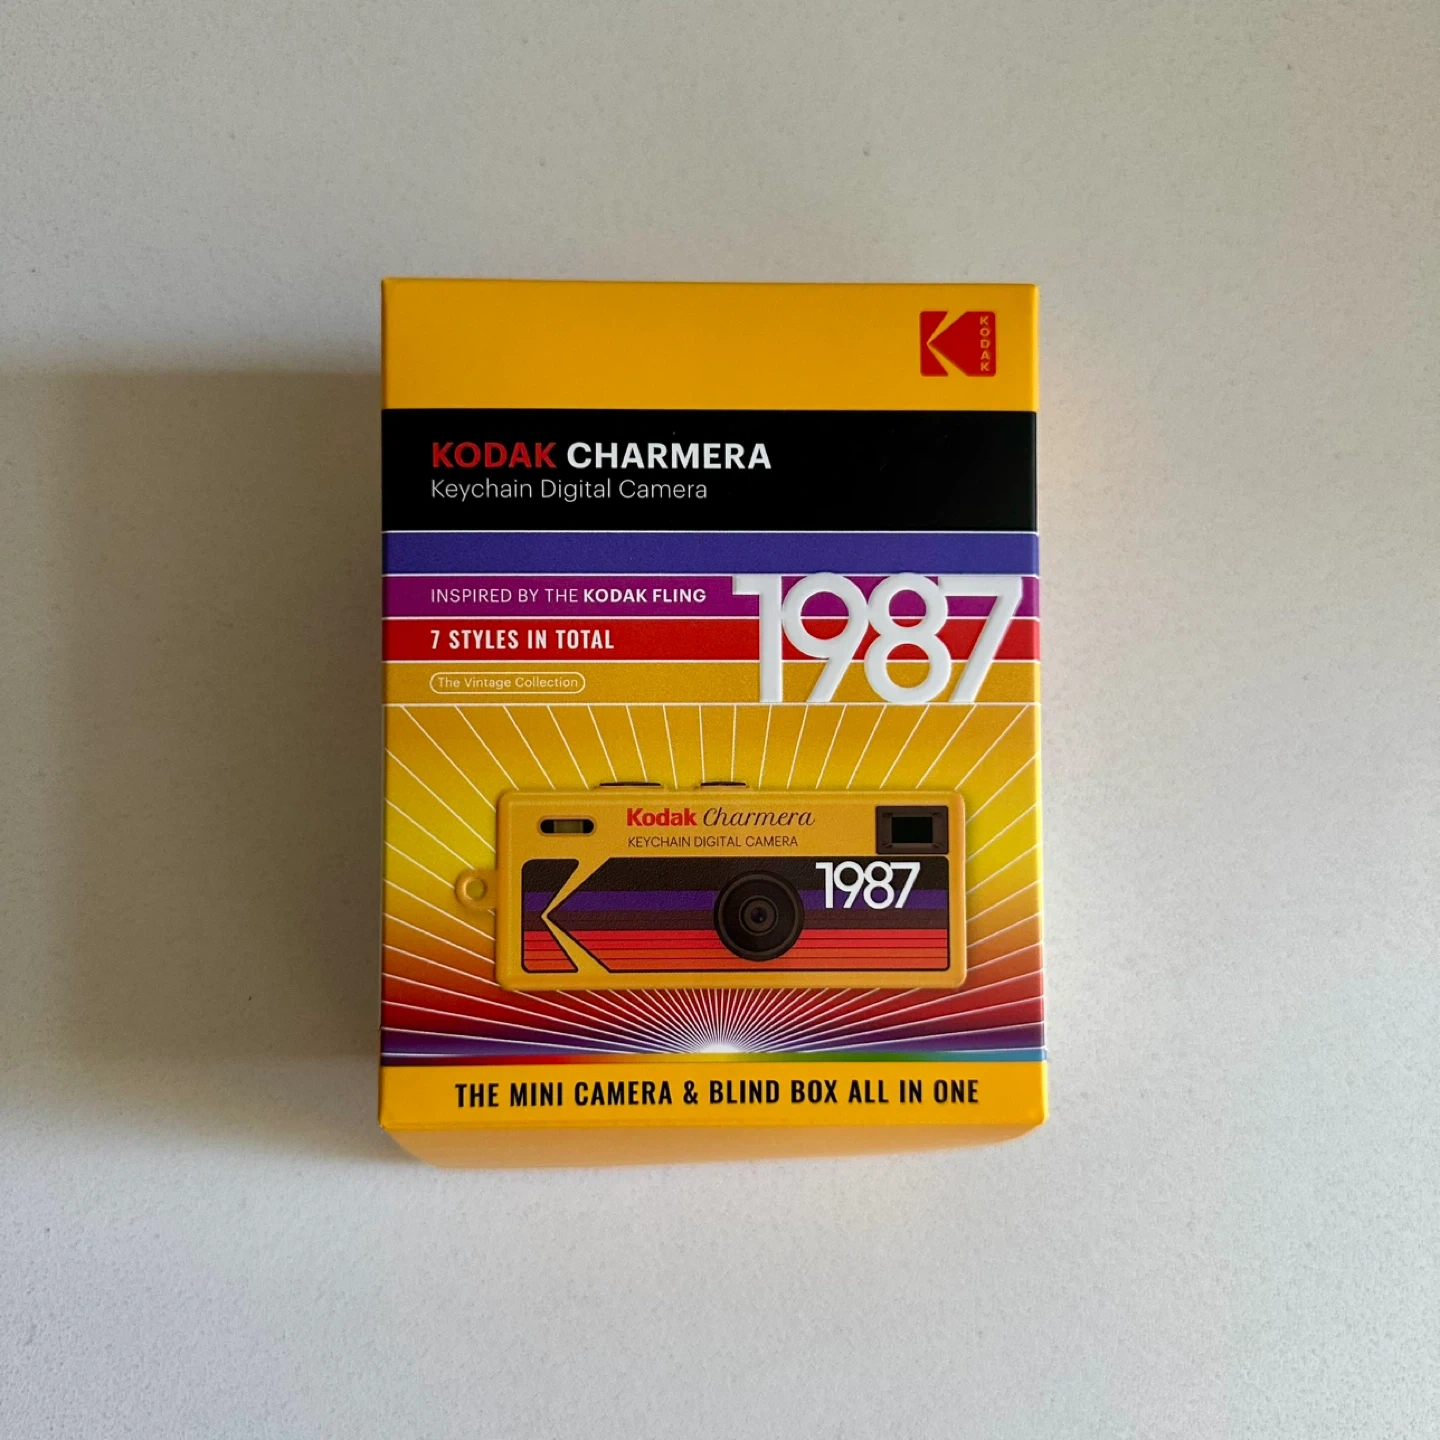 KODAK
KODAK CHARMERA
Keychain Digital Camera
INSPIRED BY THE KODAK FLING
1987
7 STYLES IN TOTAL
The Vintage Collection
Kodak Charmera
KEYCHAIN DIGITAL CAMERA
1987
THE MINI CAMERA & BLIND BOX ALL IN ONE